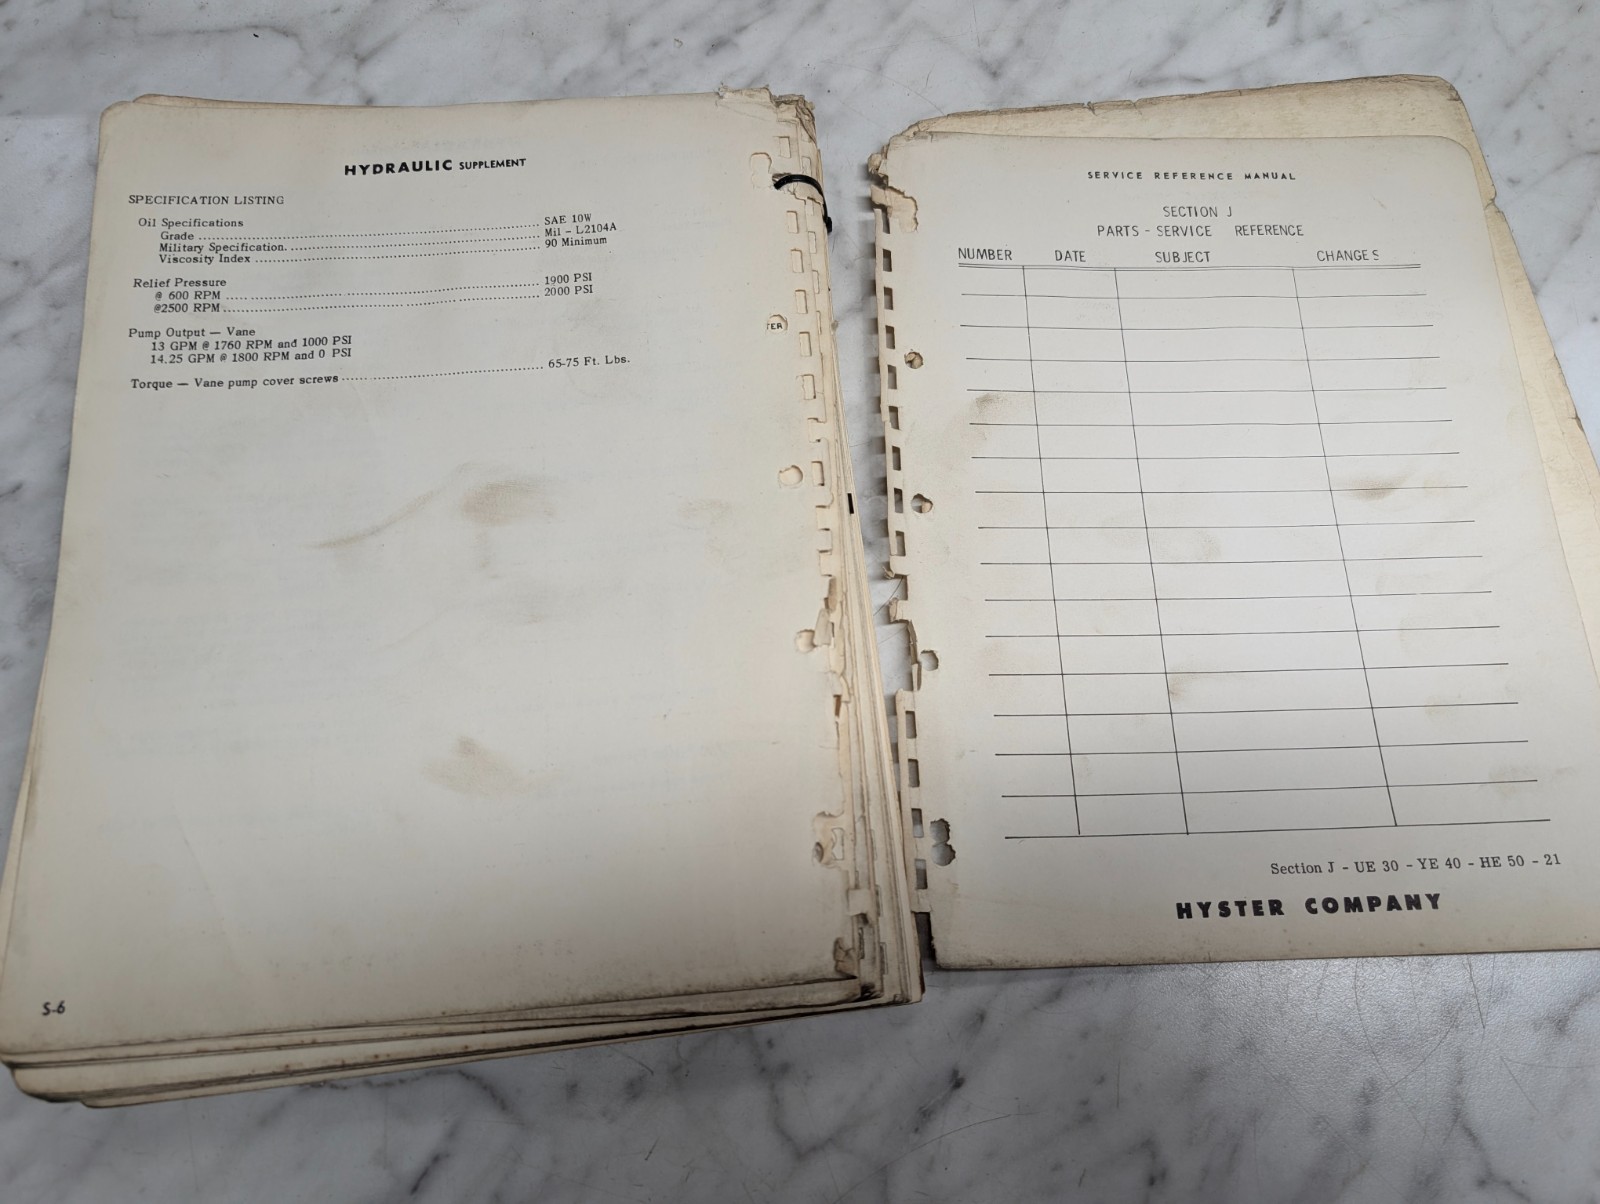 HYDRAULIC SUPPLEMENT
SPECIFICATION LISTING
Oil Specifications
Grade ........ SAE 10W
Military Specification. ........ Mil - L2104A
Viscosity Index ........ 90 Minimum
Relief Pressure
@ 600 RPM ........ 1900 PSI
@2500 RPM ........ 2000 PSI
Pump Output — Vane
13 GPM @ 1760 RPM and 1000 PSI
14.25 GPM @ 1800 RPM and 0 PSI
Torque — Vane pump cover screws ........ 65-75 Ft. Lbs.
S-6
TER
SERVICE REFERENCE MANUAL
SECTION J
PARTS - SERVICE REFERENCE
NUMBER DATE SUBJECT CHANGES
Section J - UE 30 - YE 40 - HE 50 - 21
HYSTER COMPANY